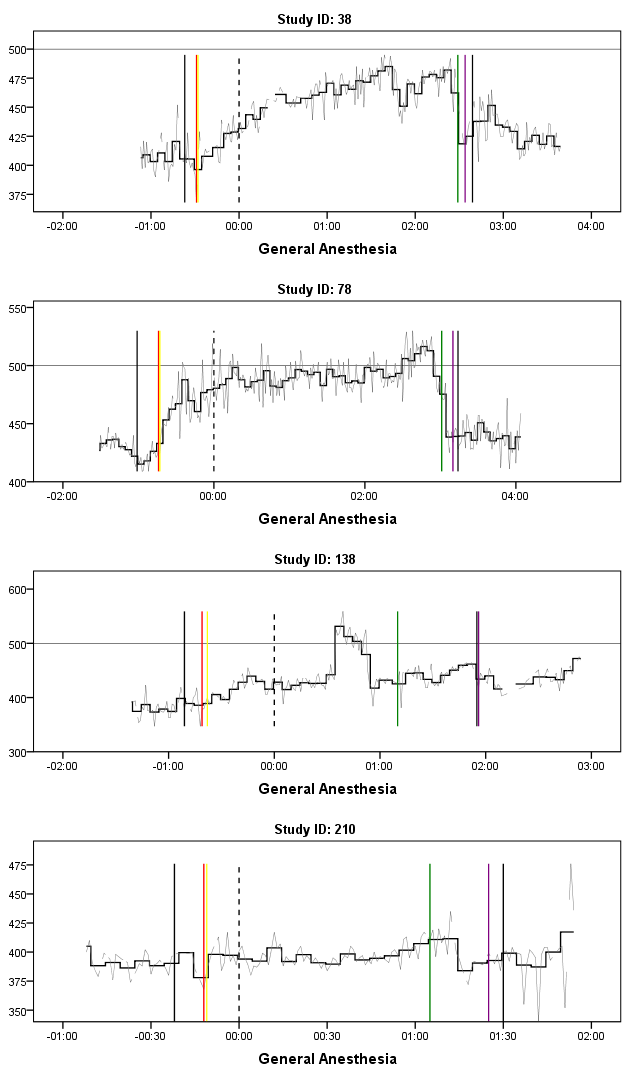 Study ID: 38
500
475
450
425
400
375
-02:00 -01:00 00:00 01:00 02:00 03:00 04:00
General Anesthesia
Study ID: 78
550
500
450
400
-02:00 00:00 02:00 04:00
General Anesthesia
Study ID: 138
600
500
400
300
-02:00 -01:00 00:00 01:00 02:00 03:00
General Anesthesia
Study ID: 210
475
450
425
400
375
350
-01:00 -00:30 00:00 00:30 01:00 01:30 02:00
General Anesthesia